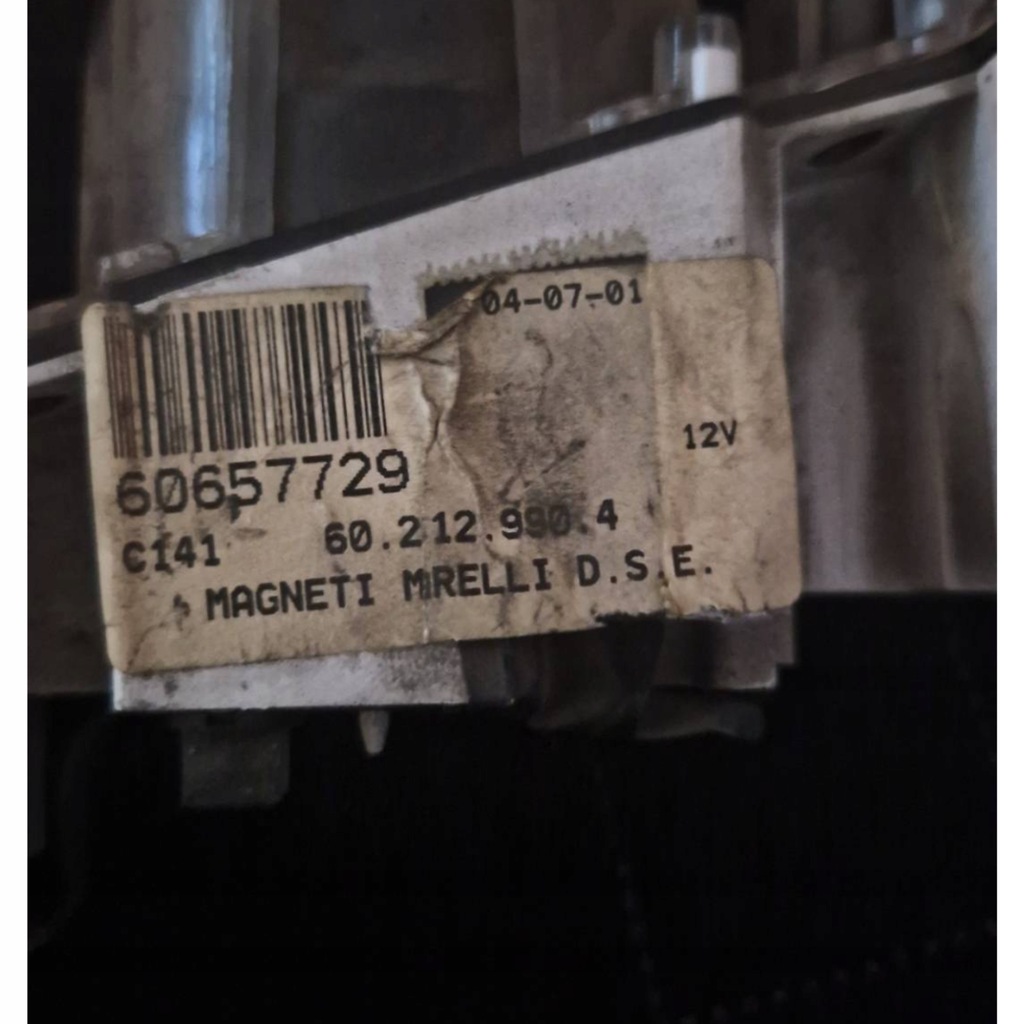 04-07-01
12V
60657729
C141 60.212.990.4
MAGNETI MRELLI D.S.E.